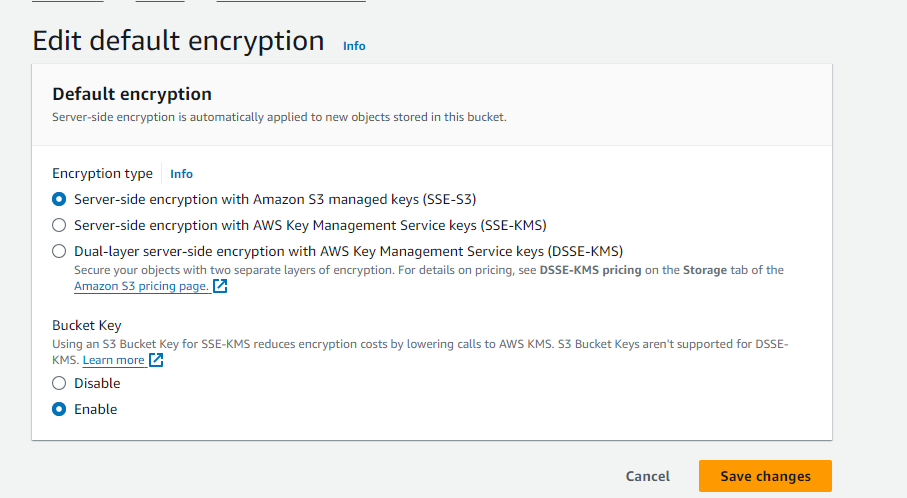 Edit default encryption Info
Default encryption
Server-side encryption is automatically applied to new objects stored in this bucket.
Encryption type Info
Server-side encryption with Amazon S3 managed keys (SSE-S3)
Server-side encryption with AWS Key Management Service keys (SSE-KMS)
Dual-layer server-side encryption with AWS Key Management Service keys (DSSE-KMS)
Secure your objects with two separate layers of encryption. For details on pricing, see DSSE-KMS pricing on the Storage tab of the
Amazon S3 pricing page.
Bucket Key
Using an S3 Bucket Key for SSE-KMS reduces encryption costs by lowering calls to AWS KMS. S3 Bucket Keys aren't supported for DSSE-
KMS. Learn more
Disable
Enable
Cancel Save changes